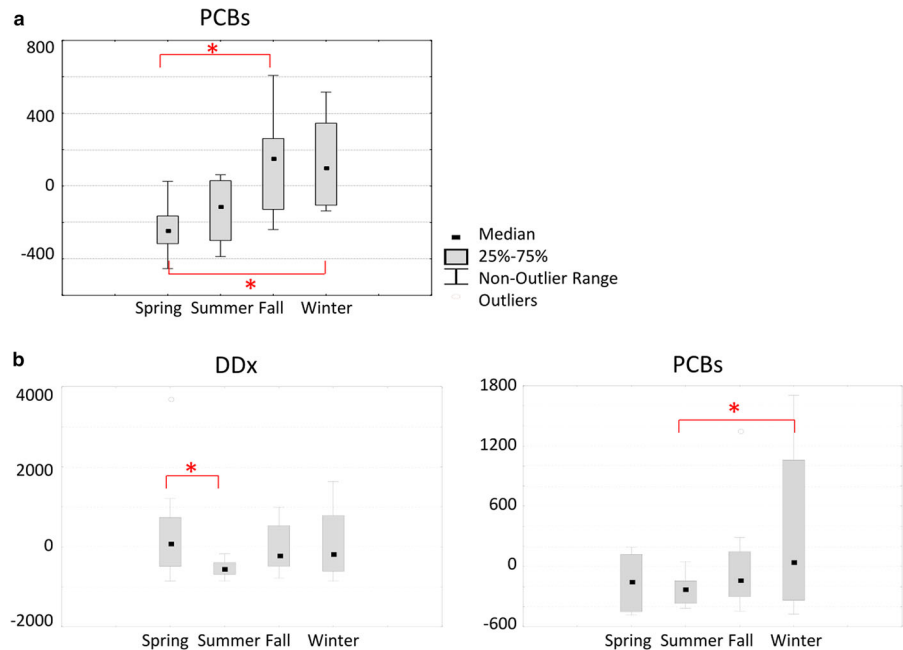 a
PCBs
800
400
0
-400
Spring Summer Fall Winter
*
*
Median
25%-75%
Non-Outlier Range
Outliers
b
DDx
4000
2000
0
-2000
Spring Summer Fall Winter
*
PCBs
1800
1200
600
0
-600
Spring Summer Fall Winter
*